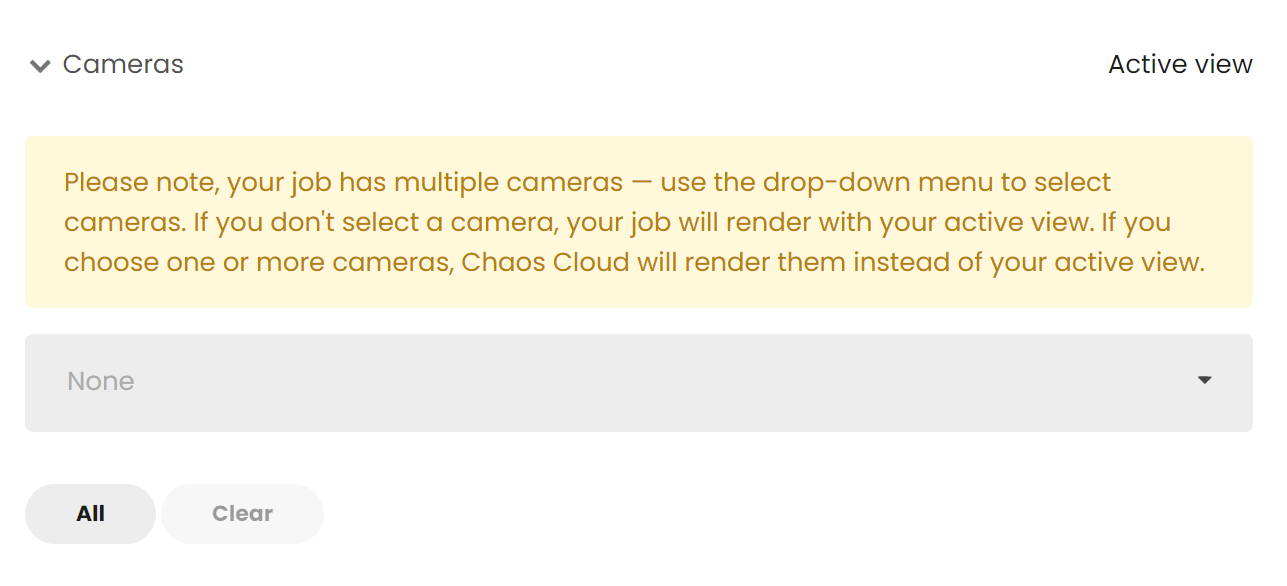 Cameras
Active view
Please note, your job has multiple cameras — use the drop-down menu to select
cameras. If you don't select a camera, your job will render with your active view. If you
choose one or more cameras, Chaos Cloud will render them instead of your active view.
None
All
Clear